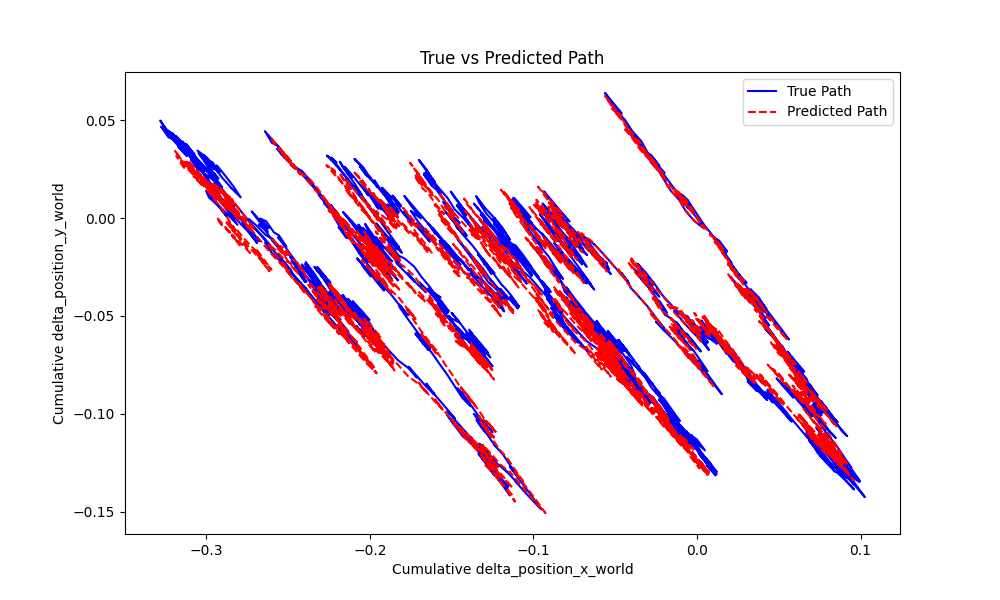 True vs Predicted Path
True Path
Predicted Path
0.05
0.00
−0.05
−0.10
−0.15
Cumulative delta_position_y_world
−0.3
−0.2
−0.1
0.0
0.1
Cumulative delta_position_x_world